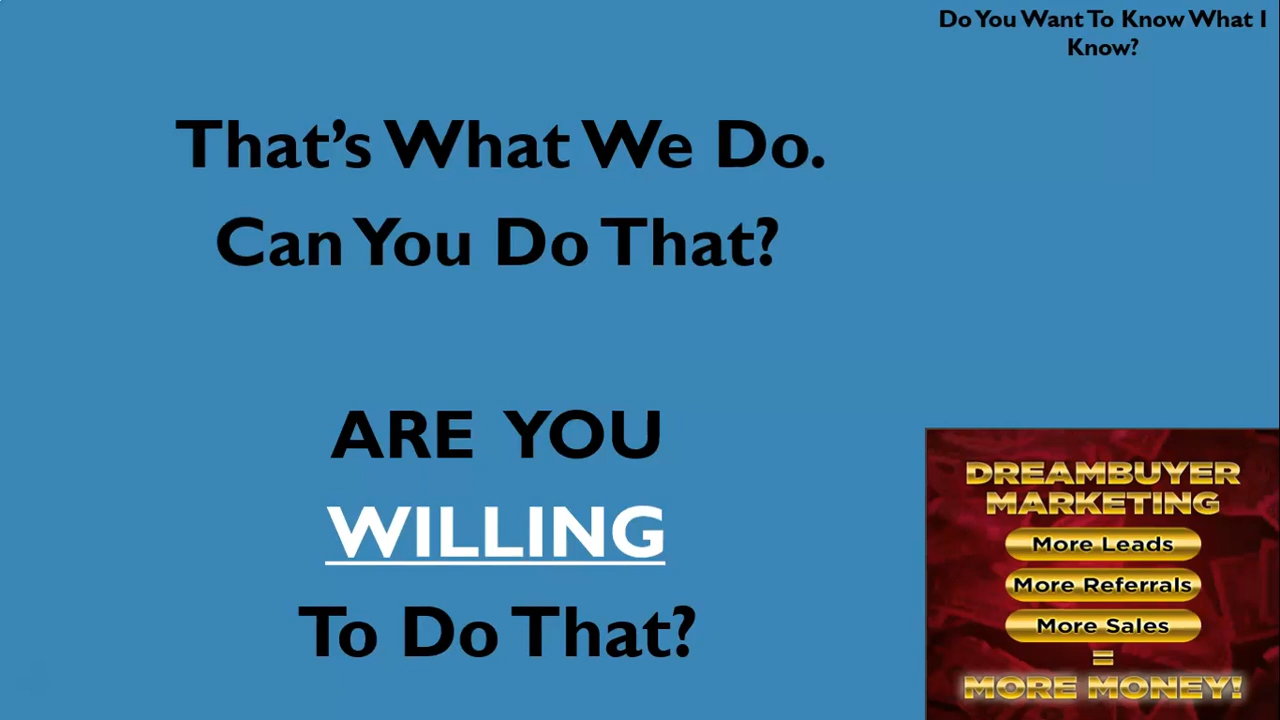 Do You Want To Know What I
Know?
That’s What We Do.
Can You Do That?
ARE YOU
WILLING
To Do That?
DREAMBUYER
MARKETING
More Leads
More Referrals
More Sales
=
MORE MONEY!